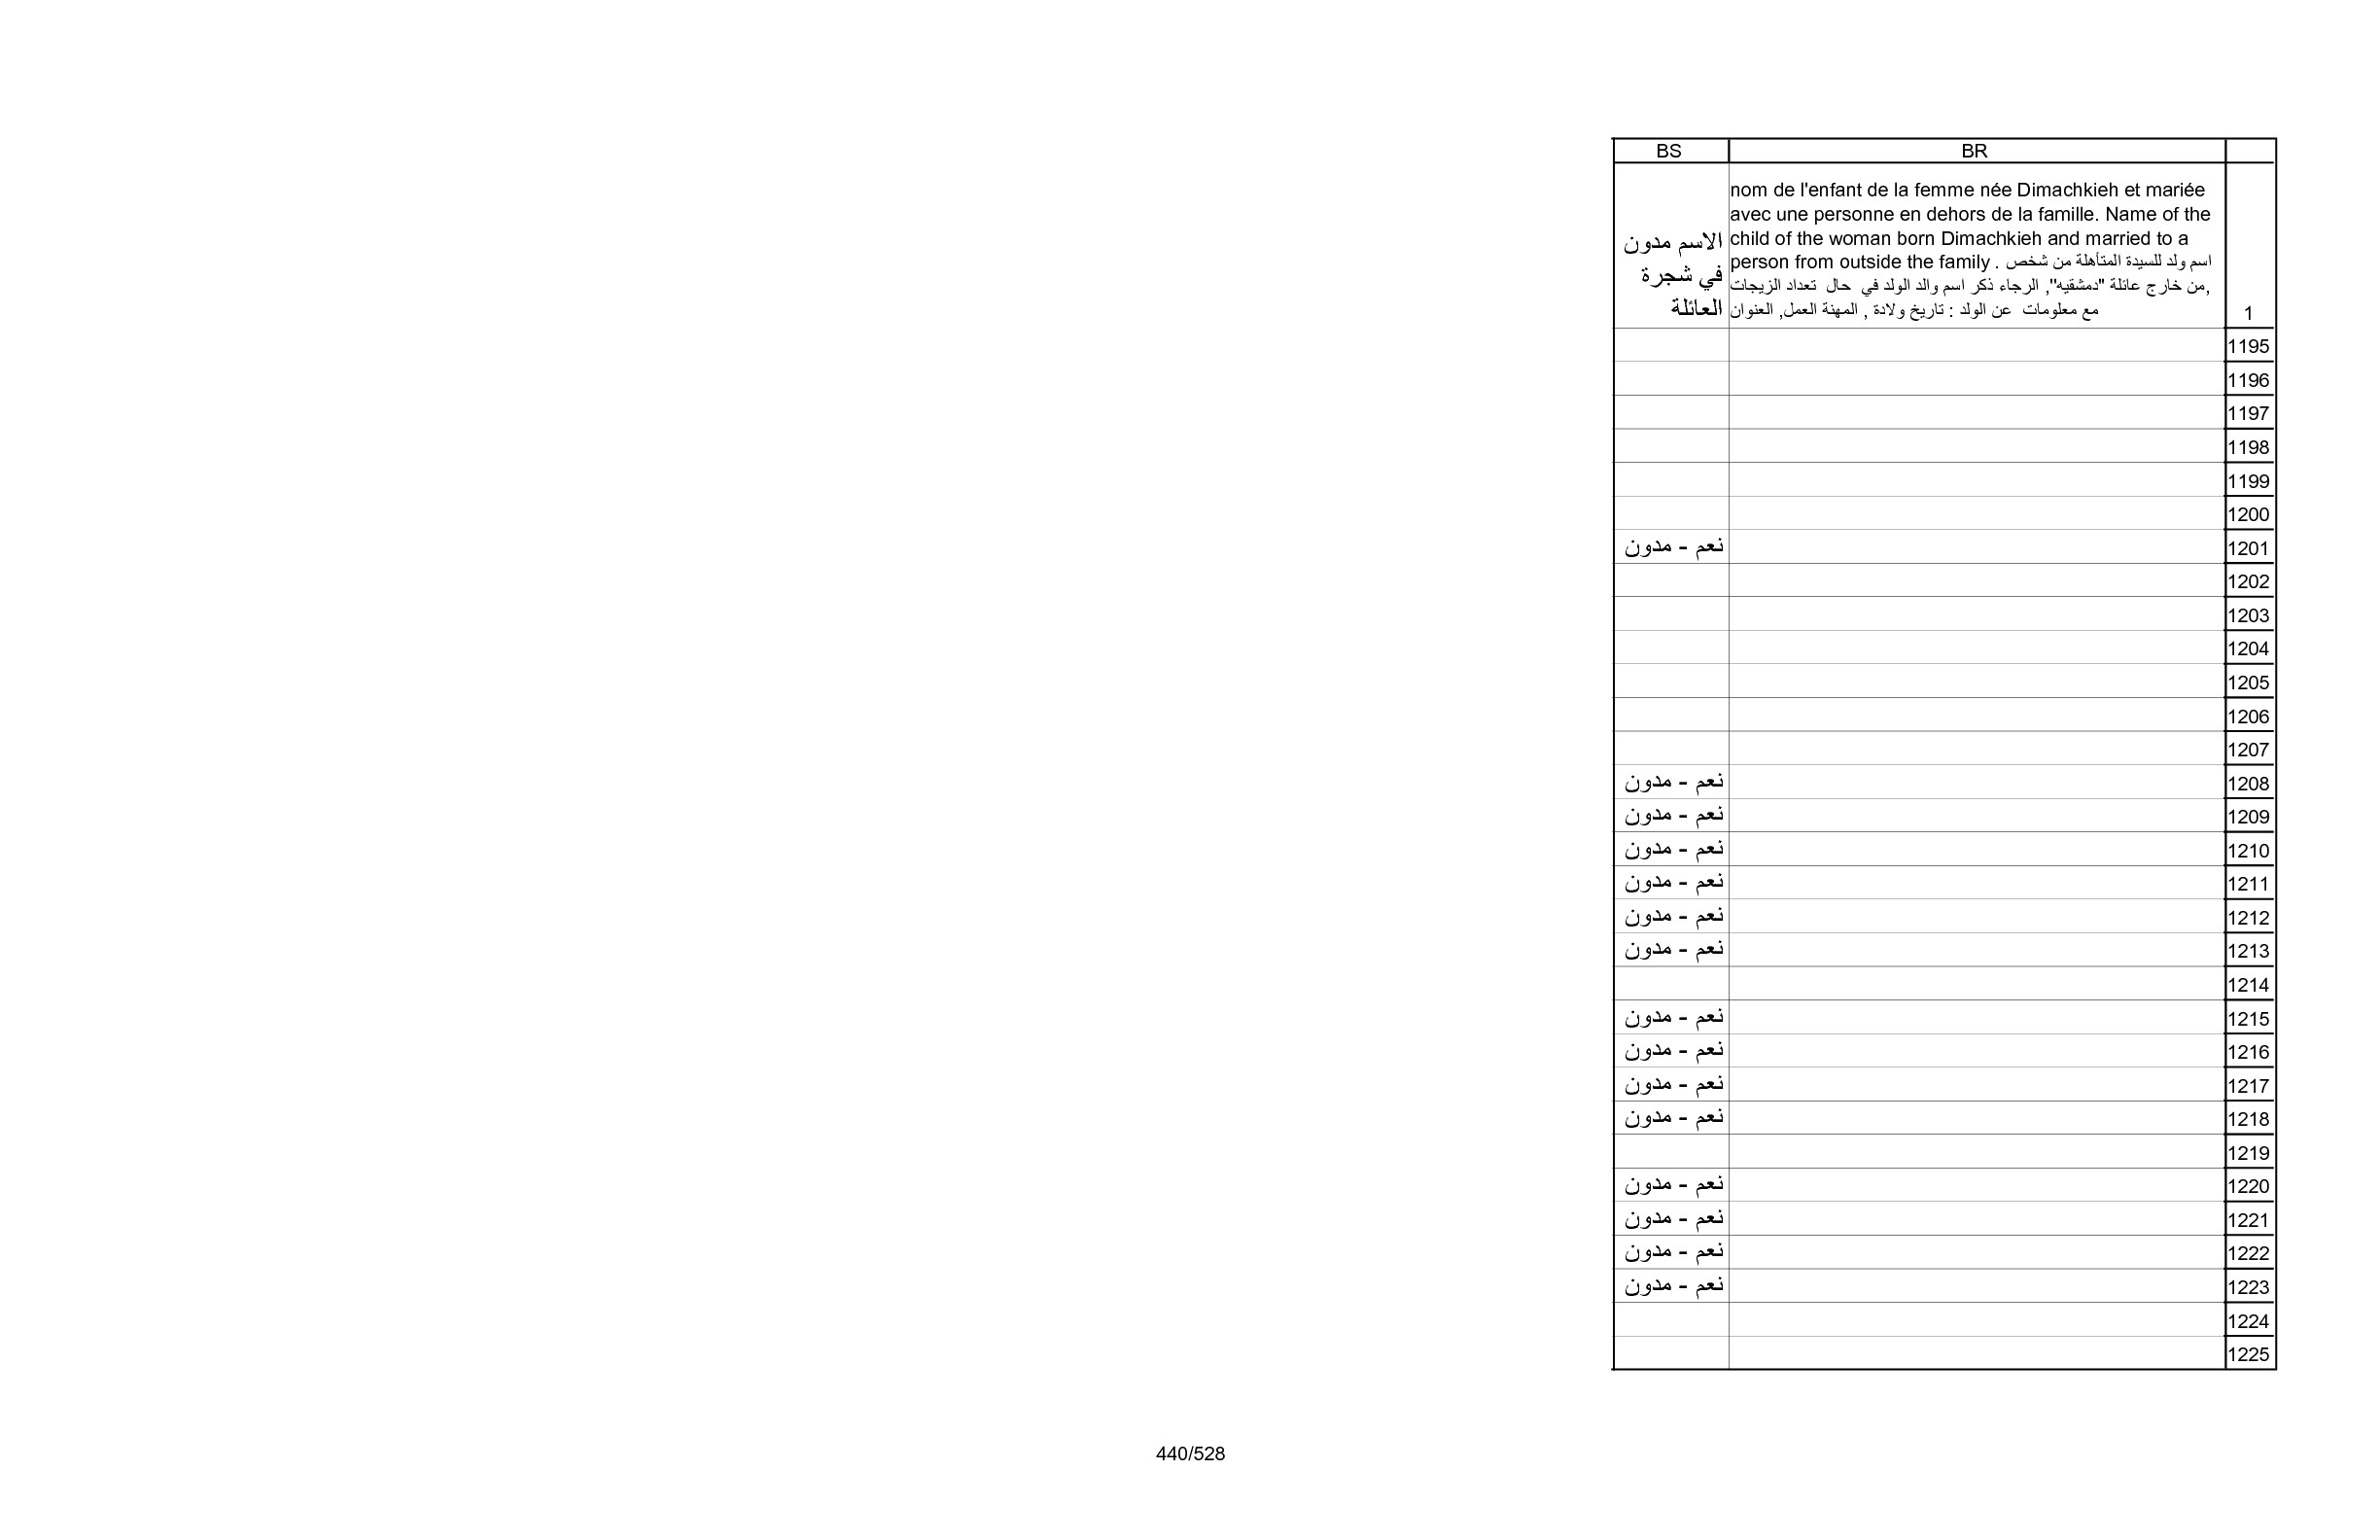 BS BR
nom de l'enfant de la femme née Dimachkieh et mariée
avec une personne en dehors de la famille. Name of the
child of the woman born Dimachkieh and married to a
person from outside the family . اسم ولد للسيدة المتأهلة من شخص
من خارج عائلة "دمشقيه", الرجاء ذكر اسم والد الولد في حال تعداد الزيجات,
مع معلومات عن الولد : تاريخ ولادة , المهنة العمل, العنوان
الاسم مدون
في شجرة
العائلة
1
1195
1196
1197
1198
1199
1200
نعم - مدون 1201
1202
1203
1204
1205
1206
1207
نعم - مدون 1208
نعم - مدون 1209
نعم - مدون 1210
نعم - مدون 1211
نعم - مدون 1212
نعم - مدون 1213
1214
نعم - مدون 1215
نعم - مدون 1216
نعم - مدون 1217
نعم - مدون 1218
1219
نعم - مدون 1220
نعم - مدون 1221
نعم - مدون 1222
نعم - مدون 1223
1224
1225
440/528